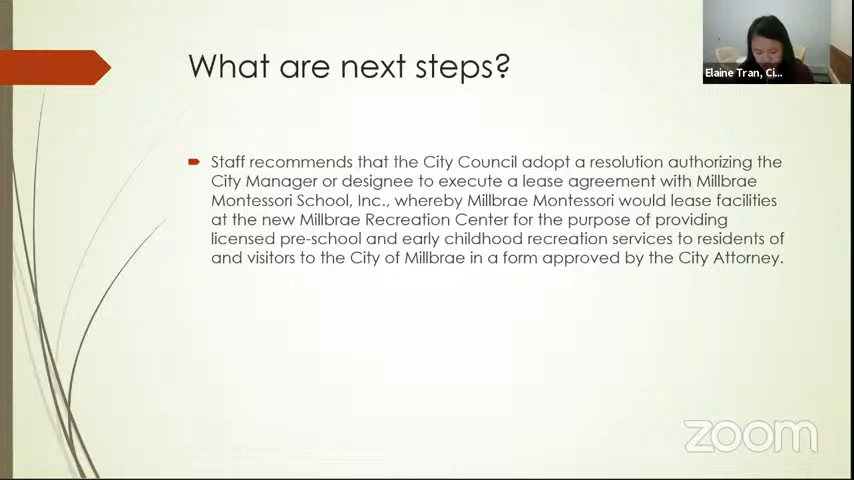 What are next steps?
Elaine Tran, Ci...
Staff recommends that the City Council adopt a resolution authorizing the
City Manager or designee to execute a lease agreement with Millbrae
Montessori School, Inc., whereby Millbrae Montessori would lease facilities
at the new Millbrae Recreation Center for the purpose of providing
licensed pre-school and early childhood recreation services to residents of
and visitors to the City of Millbrae in a form approved by the City Attorney.
zoom